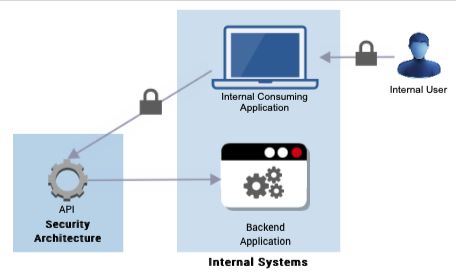 Internal Consuming
Application
Internal User
API
Security
Architecture
Backend
Application
Internal Systems